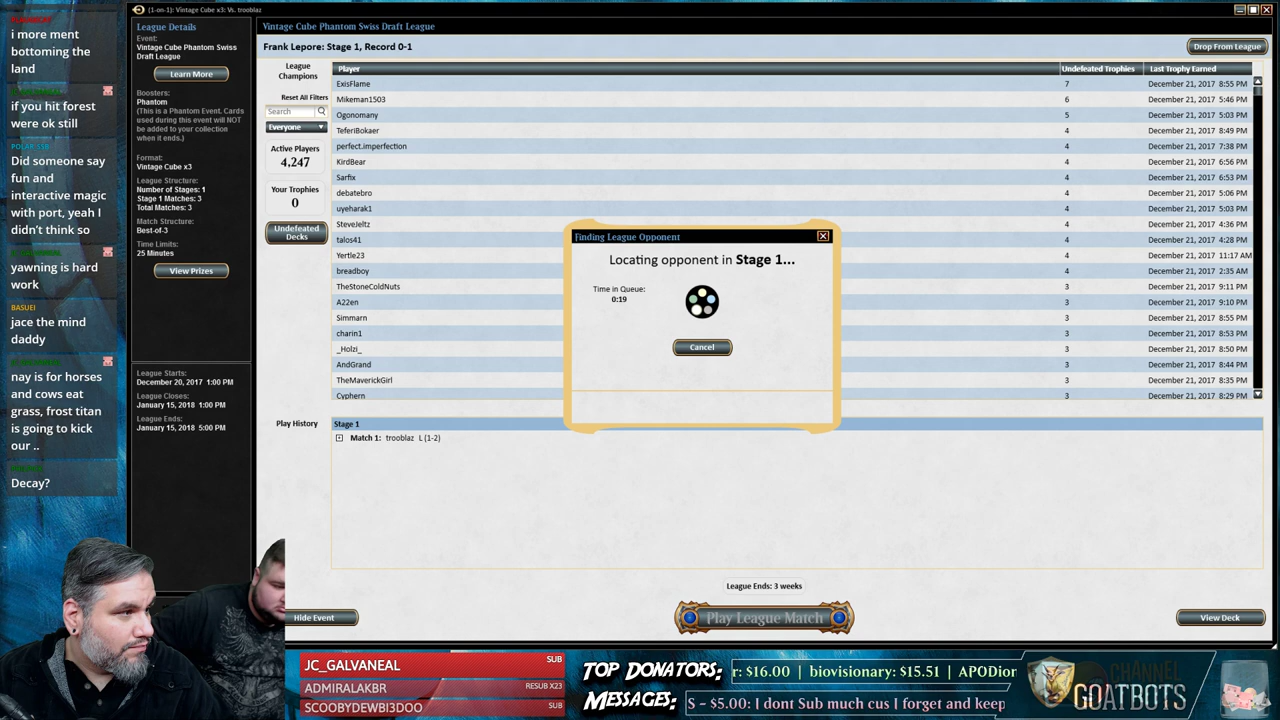 (1-on-1): Vintage Cube x3: Vs. trooblaz
i more ment
bottoming the
land
if you hit forest
were ok still
POLAR_SSB
Did someone say
fun and
interactive magic
with port, yeah I
didn't think so
yawning is hard
work
BASUEI
jace the mind
daddy
nay is for horses
and cows eat
grass, frost titan
is going to kick
our ..
Decay?
League Details
Event:
Vintage Cube Phantom Swiss
Draft League
Learn More
Boosters:
Phantom
(This is a Phantom Event. Cards
used during this event will NOT
be added to your collection
when it ends.)
Format:
Vintage Cube x3
League Structure:
Number of Stages: 1
Stage 1 Matches: 3
Total Matches: 3
Match Structure:
Best-of-3
Time Limits:
25 Minutes
View Prizes
League Starts:
December 20, 2017 1:00 PM
League Closes:
January 15, 2018 1:00 PM
League Ends:
January 15, 2018 5:00 PM
Vintage Cube Phantom Swiss Draft League
Frank Lepore: Stage 1, Record 0-1
Drop From League
League
Champions
Reset All Filters
Search
Everyone
Active Players
4,247
Your Trophies
0
Undefeated
Decks
Player Undefeated Trophies Last Trophy Earned
ExisFlame 7 December 21, 2017 8:55 PM
Mikeman1503 6 December 21, 2017 5:46 PM
Ogonomany 5 December 21, 2017 5:03 PM
TeferiBokaer 4 December 21, 2017 8:49 PM
perfect.imperfection 4 December 21, 2017 7:38 PM
KirdBear 4 December 21, 2017 6:56 PM
Sarfix 4 December 21, 2017 6:53 PM
debatebro 4 December 21, 2017 5:06 PM
uyeharak1 4 December 21, 2017 5:03 PM
SteveJeltz 4 December 21, 2017 4:36 PM
talos41 4 December 21, 2017 4:28 PM
Yertle23 4 December 21, 2017 11:17 AM
breadboy 4 December 21, 2017 2:35 AM
TheStoneColdNuts 3 December 21, 2017 9:11 PM
A22en 3 December 21, 2017 9:10 PM
Simmarn 3 December 21, 2017 8:53 PM
charin1 3 December 21, 2017 8:53 PM
_Holzi_ 3 December 21, 2017 8:50 PM
AndGrand 3 December 21, 2017 8:44 PM
TheMaverickGirl 3 December 21, 2017 8:35 PM
Cyphern 3 December 21, 2017 8:29 PM
Finding League Opponent
Locating opponent in Stage 1...
Time in Queue:
0:19
Cancel
Play History
Stage 1
Match 1: trooblaz L (1-2)
League Ends: 3 weeks
Hide Event
Play League Match
View Deck
JC_GALVANEAL SUB
ADMIRALAKBR RESUB X23
SCOOBYDEWBI3DOO SUB
TOP DONATORS: r: $16.00 | biovisionary: $15.51 | APODion
MESSAGES: S ~ $5.00: I dont Sub much cus I forget and keep
CHANNEL
GOATBOTS